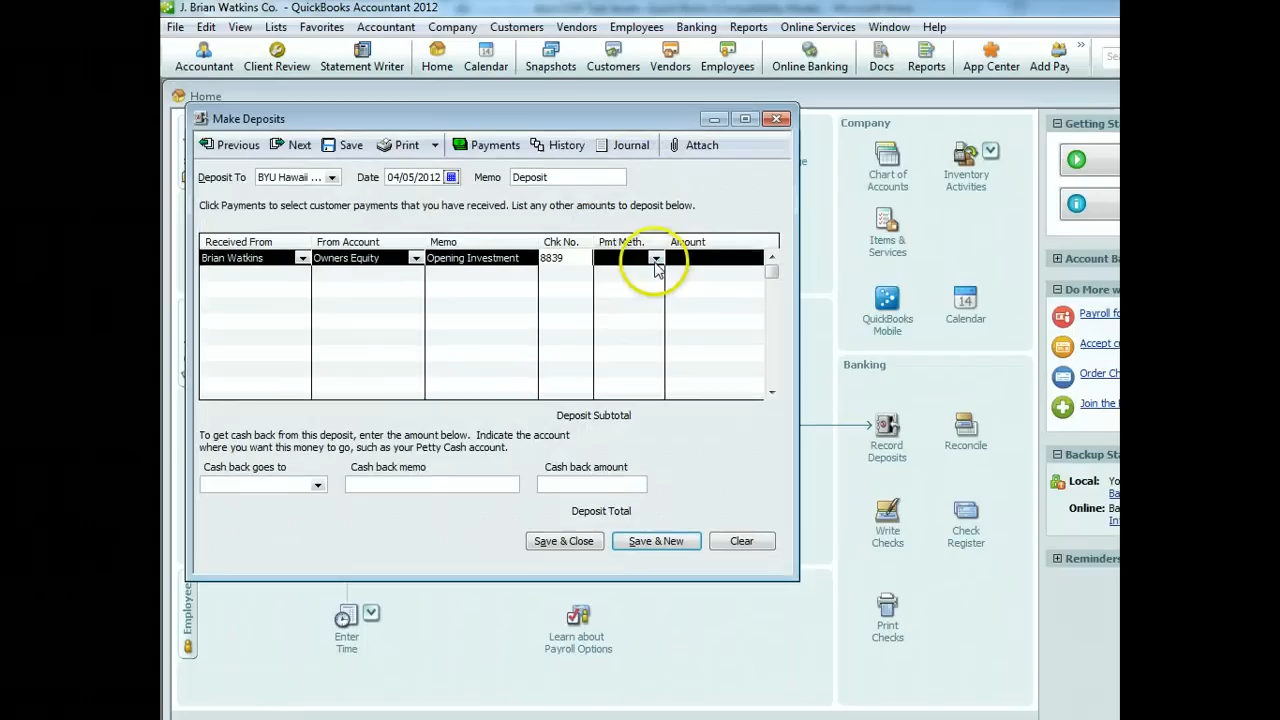 J. Brian Watkins Co. - QuickBooks Accountant 2012
File Edit View Lists Favorites Accountant Company Customers Vendors Employees Banking Reports Online Services Window Help
Accountant Client Review Statement Writer Home Calendar Snapshots Customers Vendors Employees Online Banking Docs Reports App Center Add Pay
Home
Make Deposits
Previous Next Save Print Payments History Journal Attach
Deposit To BYU Hawaii ... Date 04/05/2012 Memo Deposit
Click Payments to select customer payments that you have received. List any other amounts to deposit below.
Received From From Account Memo Chk No. Pmt Meth. Amount
Brian Watkins Owners Equity Opening Investment 8839
Deposit Subtotal
To get cash back from this deposit, enter the amount below. Indicate the account
where you want this money to go, such as your Petty Cash account.
Cash back goes to Cash back memo Cash back amount
Deposit Total
Save & Close Save & New Clear
Employees
Enter
Time
Learn about
Payroll Options
Company
Chart of
Accounts
Inventory
Activities
Items &
Services
QuickBooks
Mobile
Calendar
Banking
Record
Deposits
Reconcile
Write
Checks
Check
Register
Print
Checks
Getting St
Account B
Do More w
Payroll fo
Accept c
Order Ch
Join the
Backup Sta
Local: Yo
Ba
Online: Ba
Int
Reminders